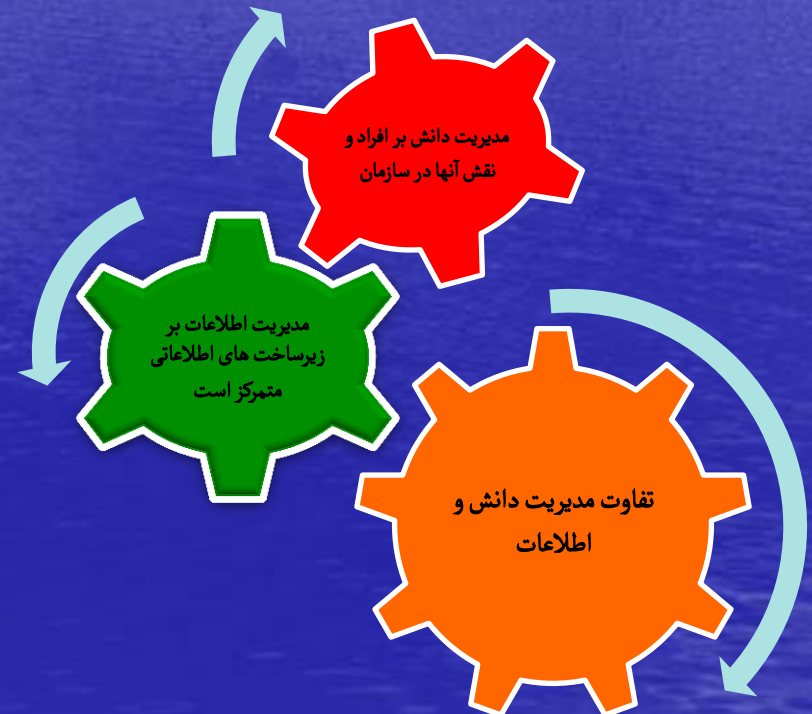 مدیریت دانش بر افراد و
نقش آنها در سازمان
مدیریت اطلاعات بر
زیرساخت های اطلاعاتی
متمرکز است
تفاوت مدیریت دانش و
اطلاعات